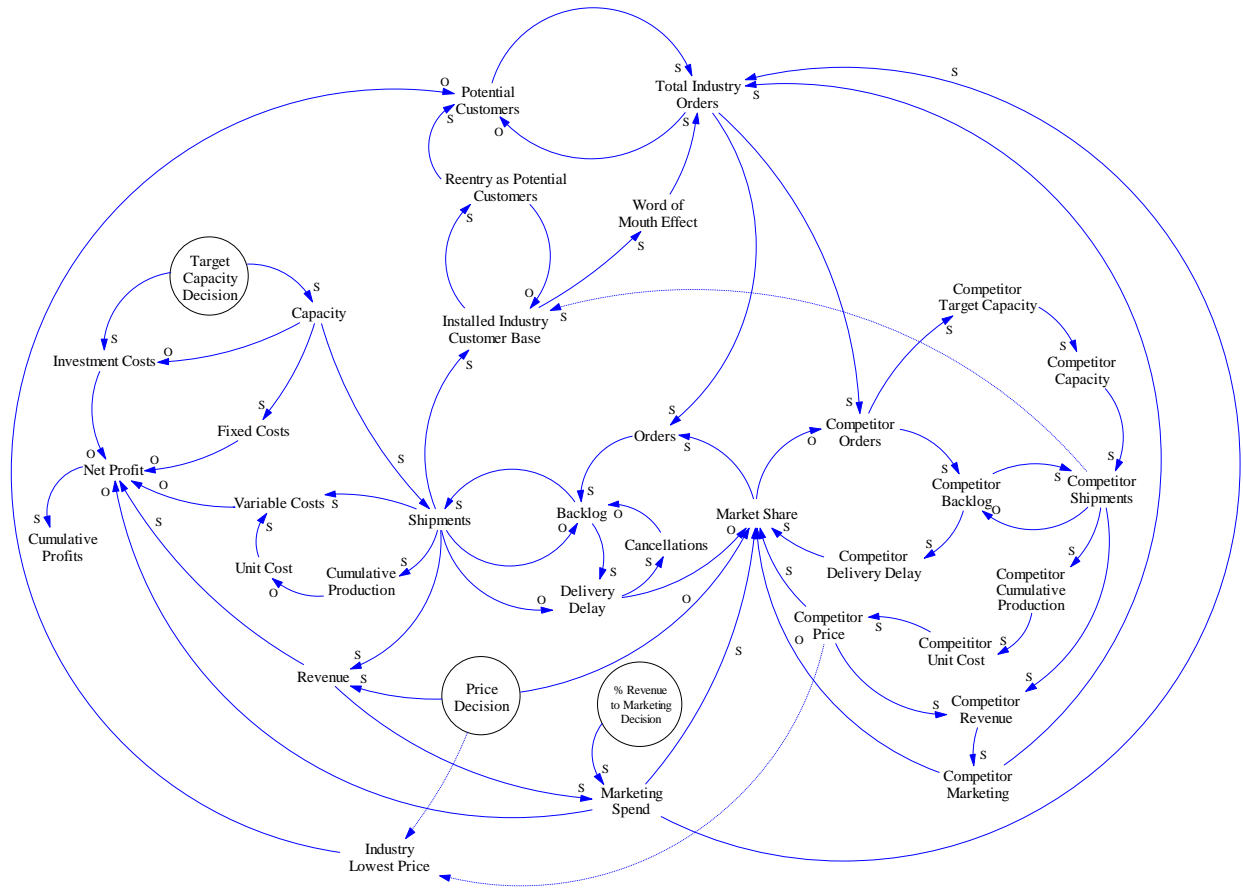 S
O
Potential
Customers
S
Total Industry
Orders
S
S
O
S
Reentry as Potential
Customers
S
Word of
Mouth Effect
S
Target
Capacity
Decision
S
Capacity
O
Installed Industry
Customer Base
S
S
Competitor
Target Capacity
S
S
Competitor
Capacity
S
Investment Costs
O
S
Fixed Costs
S
Orders
S
S
Competitor
Orders
O
O
Net Profit
O
O
O
S
S
S
Competitor
Backlog
O
S
S
Competitor
Shipments
Variable Costs
S
Shipments
S
S
Backlog
O
O
Market Share
O
S
S
Cumulative
Profits
S
S
Unit Cost
O
Cumulative
Production
S
Cancellations
S
S
Delivery
Delay
O
O
S
Competitor
Delivery Delay
S
S
Competitor
Cumulative
Production
Competitor
Price
S
Compeititor
Unit Cost
S
O
S
Revenue
S
S
Price
Decision
% Revenue
to Marketing
Decision
S
S
S
Competitor
Revenue
S
Competitor
Marketing
S
S
Marketing
Spend
Industry
Lowest Price